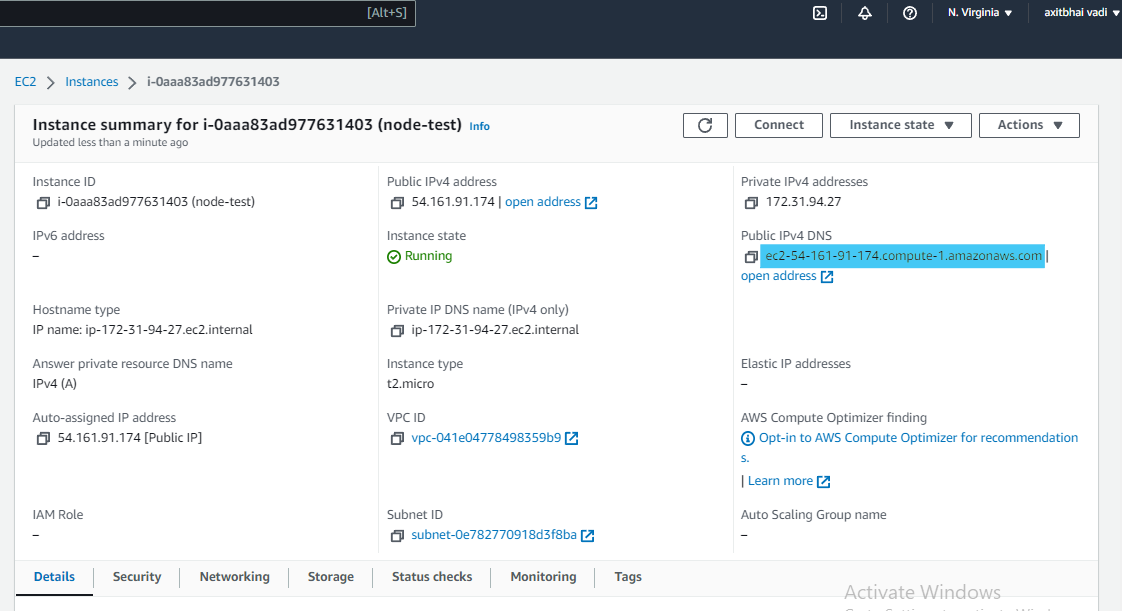 [Alt+S]
N. Virginia ▼
axitbhai vadi ▼
EC2 > Instances > i-0aaa83ad977631403
Instance summary for i-0aaa83ad977631403 (node-test) Info
Updated less than a minute ago
Connect
Instance state ▼
Actions ▼
Instance ID
i-0aaa83ad977631403 (node-test)
Public IPv4 address
54.161.91.174 | open address
Private IPv4 addresses
172.31.94.27
IPv6 address
–
Instance state
Running
Public IPv4 DNS
ec2-54-161-91-174.compute-1.amazonaws.com |
open address
Hostname type
IP name: ip-172-31-94-27.ec2.internal
Private IP DNS name (IPv4 only)
ip-172-31-94-27.ec2.internal
Answer private resource DNS name
IPv4 (A)
Instance type
t2.micro
Elastic IP addresses
–
Auto-assigned IP address
54.161.91.174 [Public IP]
VPC ID
vpc-041e04778498359b9
AWS Compute Optimizer finding
Opt-in to AWS Compute Optimizer for recommendation
s.
| Learn more
IAM Role
–
Subnet ID
subnet-0e782770918d3f8ba
Auto Scaling Group name
–
Details
Security
Networking
Storage
Status checks
Monitoring
Tags
Activate Windows